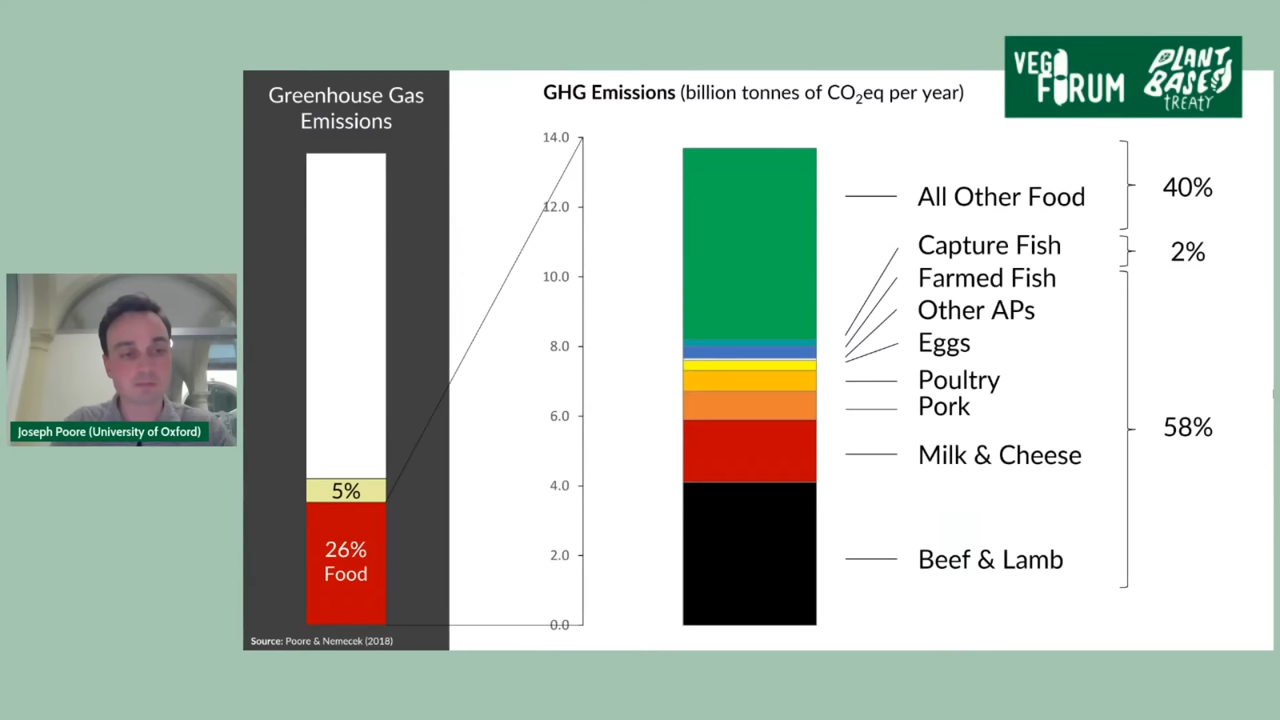 VEG FORUM
PLANT
BASED
TREATY
Greenhouse Gas
Emissions
5%
26%
Food
Source: Poore & Nemecek (2018)
GHG Emissions (billion tonnes of CO₂eq per year)
14.0
12.0
10.0
8.0
6.0
4.0
2.0
0.0
All Other Food
Capture Fish
Farmed Fish
Other APs
Eggs
Poultry
Pork
Milk & Cheese
Beef & Lamb
40%
2%
58%
Joseph Poore (University of Oxford)